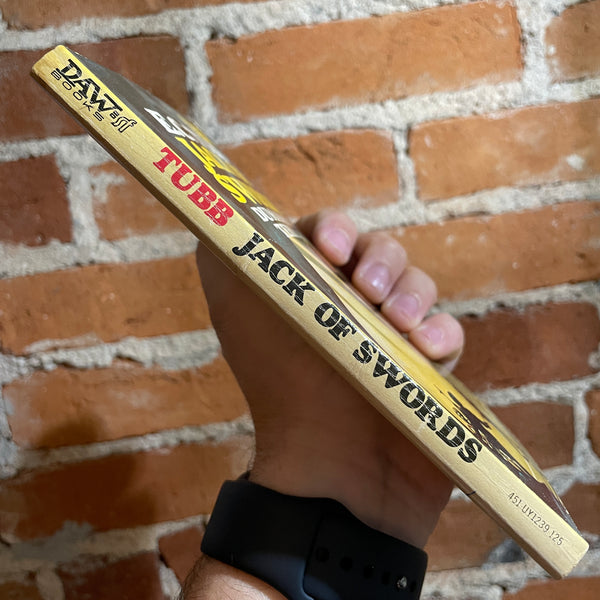 DAW
BOOKS
sf
TUBB
JACK OF SWORDS
451 UY1239 125